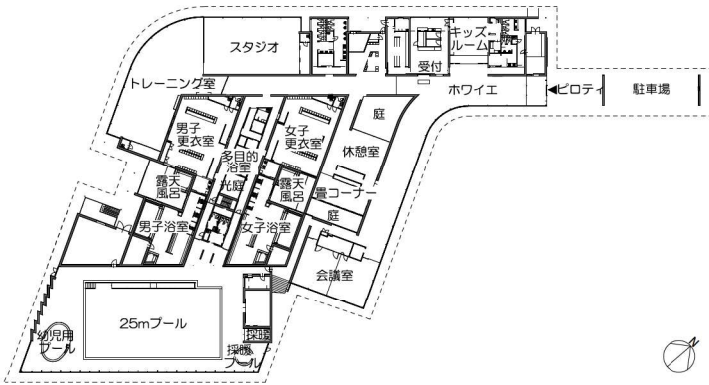 スタジオ
キッズ
ルーム
受付
トレーニング室
ホワイエ
ピロティ
駐車場
庭
男子
更衣室
女子
更衣室
休憩室
多目的
浴室
光庭
露天
風呂
露天
風呂
畳コーナー
庭
男子浴室
女子浴室
会議室
25mプール
幼児用
プール
採暖
採暖
プール
N